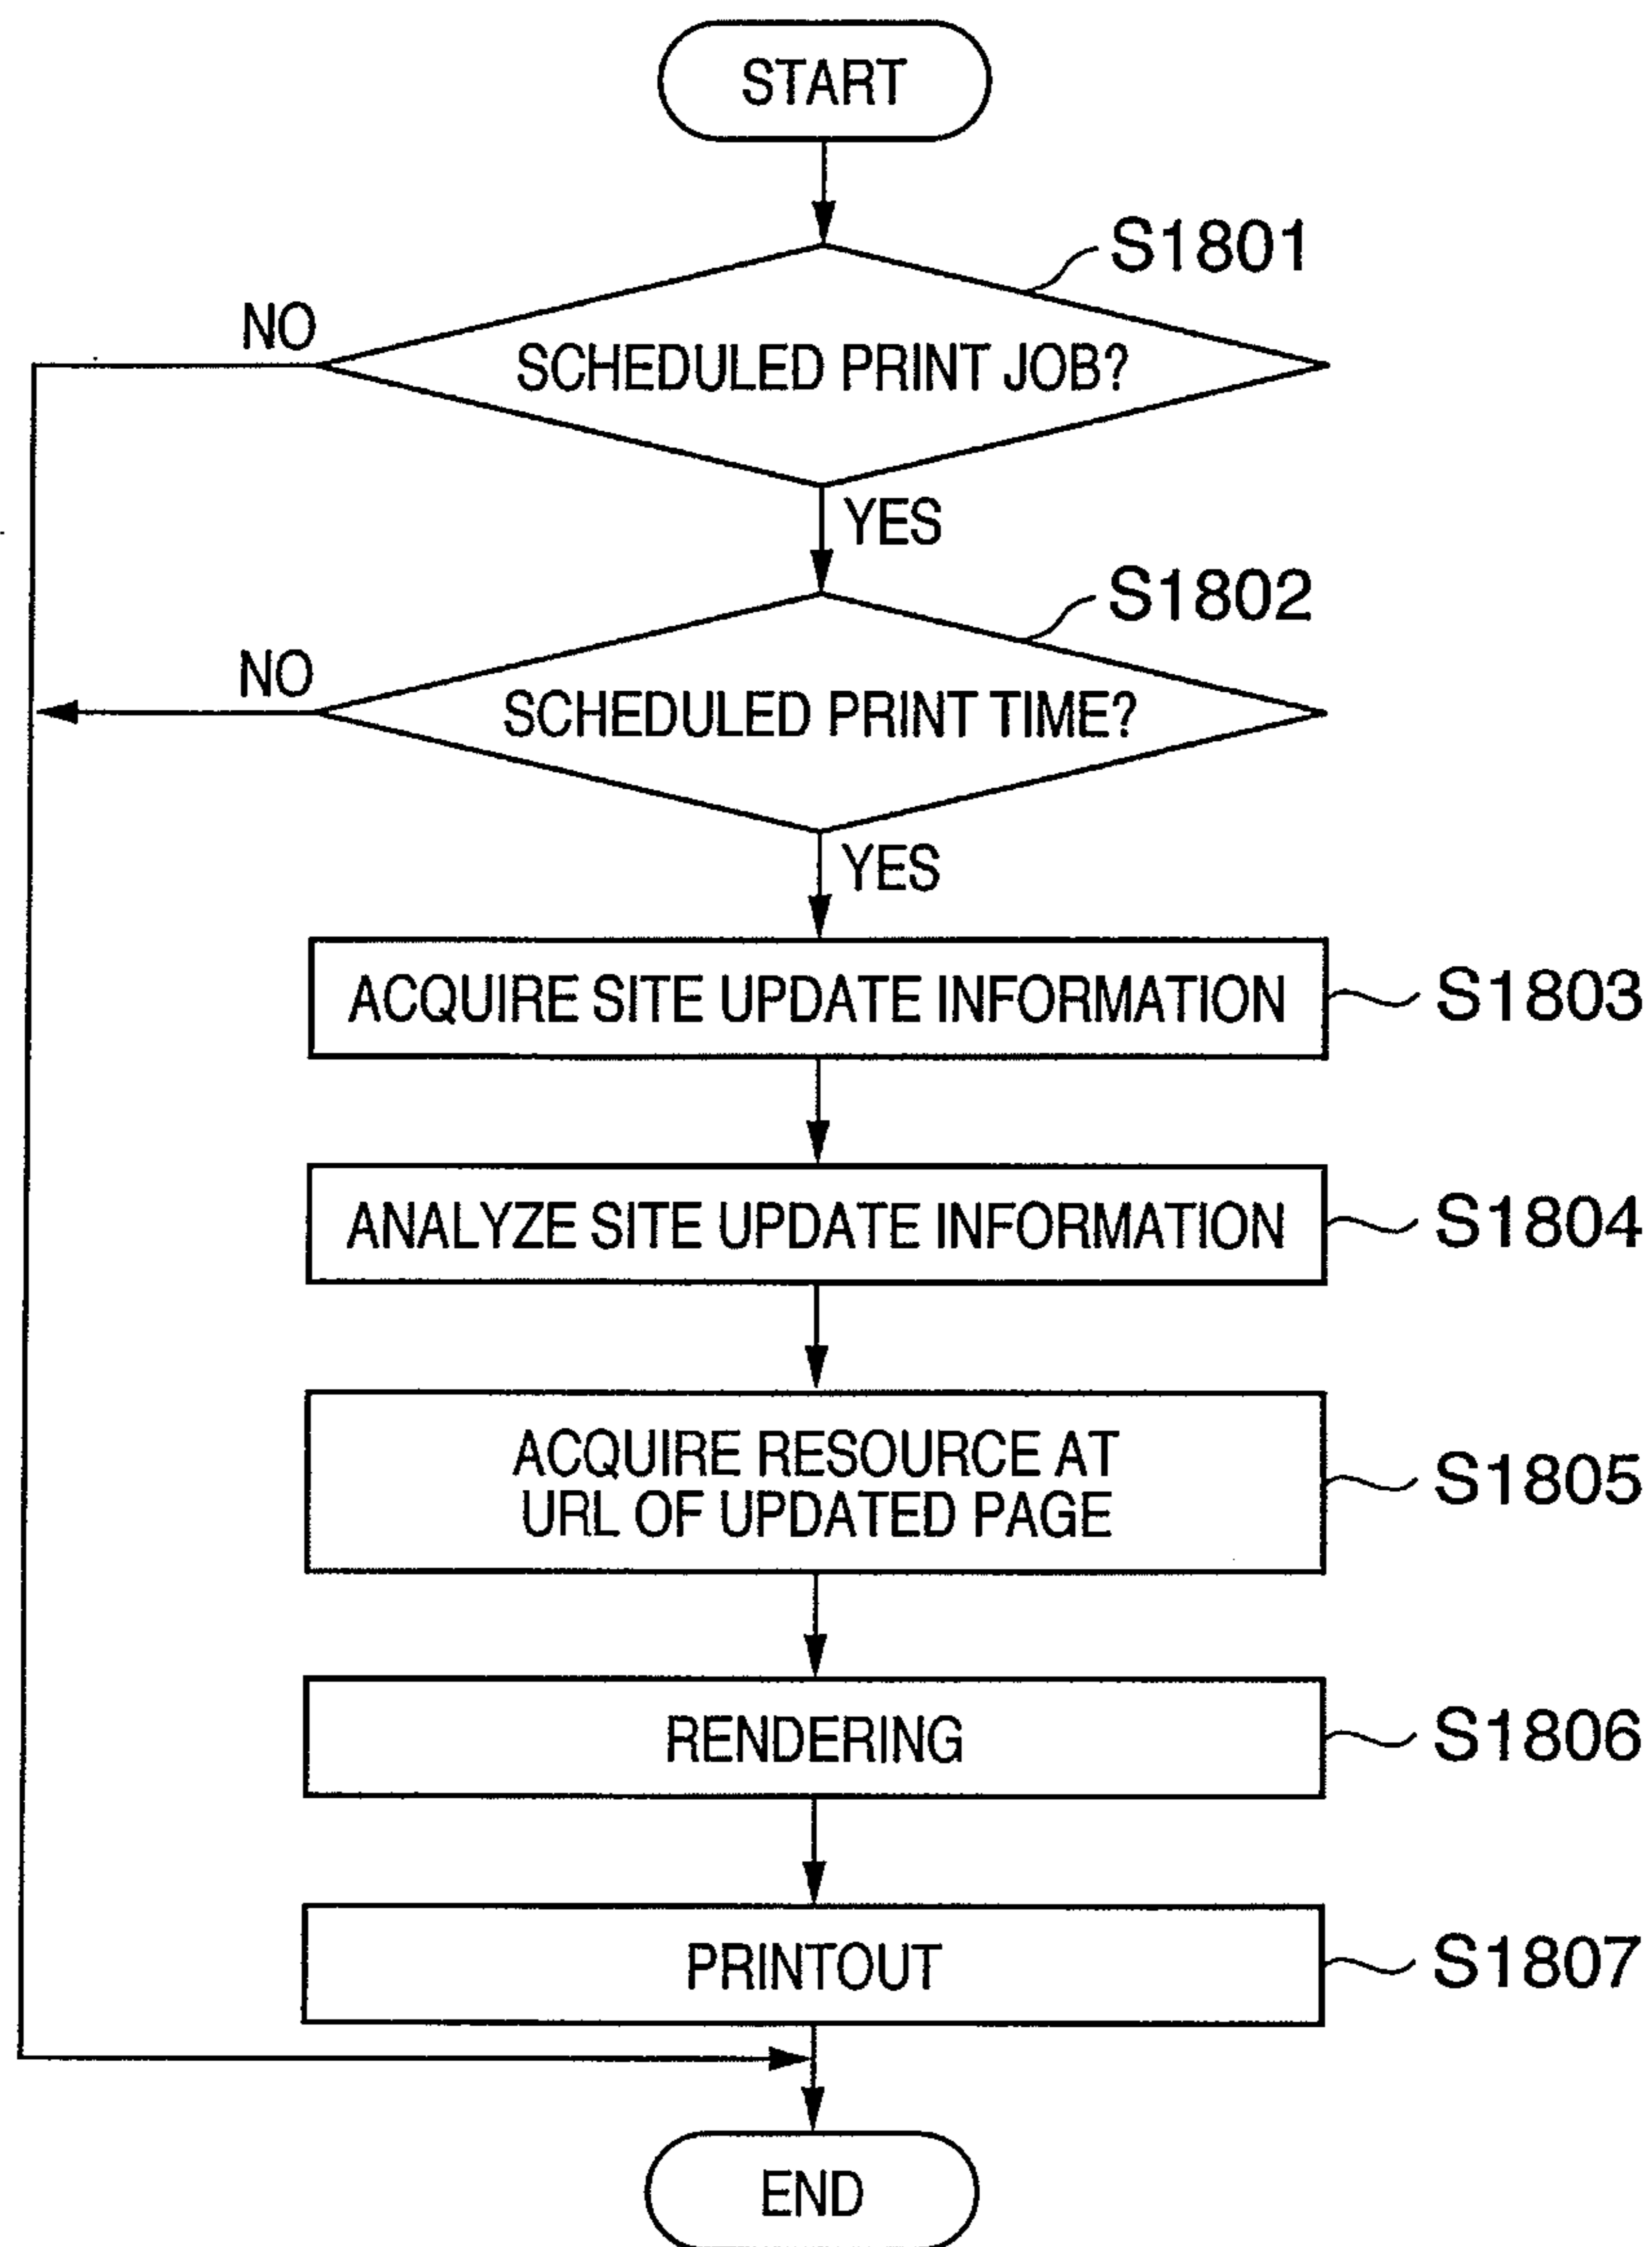 START
S1801
NO
SCHEDULED PRINT JOB?
YES
S1802
NO
SCHEDULED PRINT TIME?
YES
ACQUIRE SITE UPDATE INFORMATION
S1803
ANALYZE SITE UPDATE INFORMATION
S1804
ACQUIRE RESOURCE AT
URL OF UPDATED PAGE
S1805
RENDERING
S1806
PRINTOUT
S1807
END